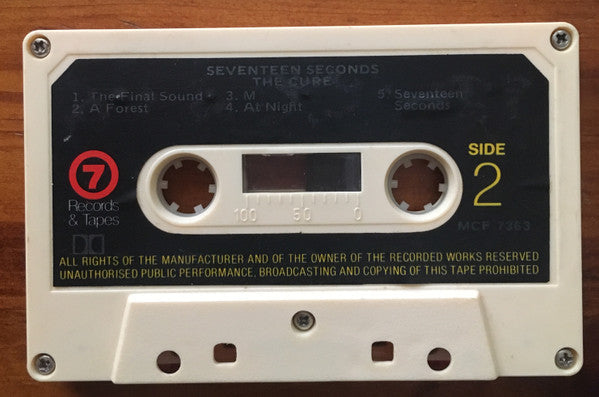 SEVENTEEN SECONDS
THE CURE
1. The Final Sound 3. M 5. Seventeen
2. A Forest 4. At Night Seconds
7
Records
& Tapes
SIDE
2
100 50 0
MCF 7363
ALL RIGHTS OF THE MANUFACTURER AND OF THE OWNER OF THE RECORDED WORKS RESERVED
UNAUTHORISED PUBLIC PERFORMANCE, BROADCASTING AND COPYING OF THIS TAPE PROHIBITED